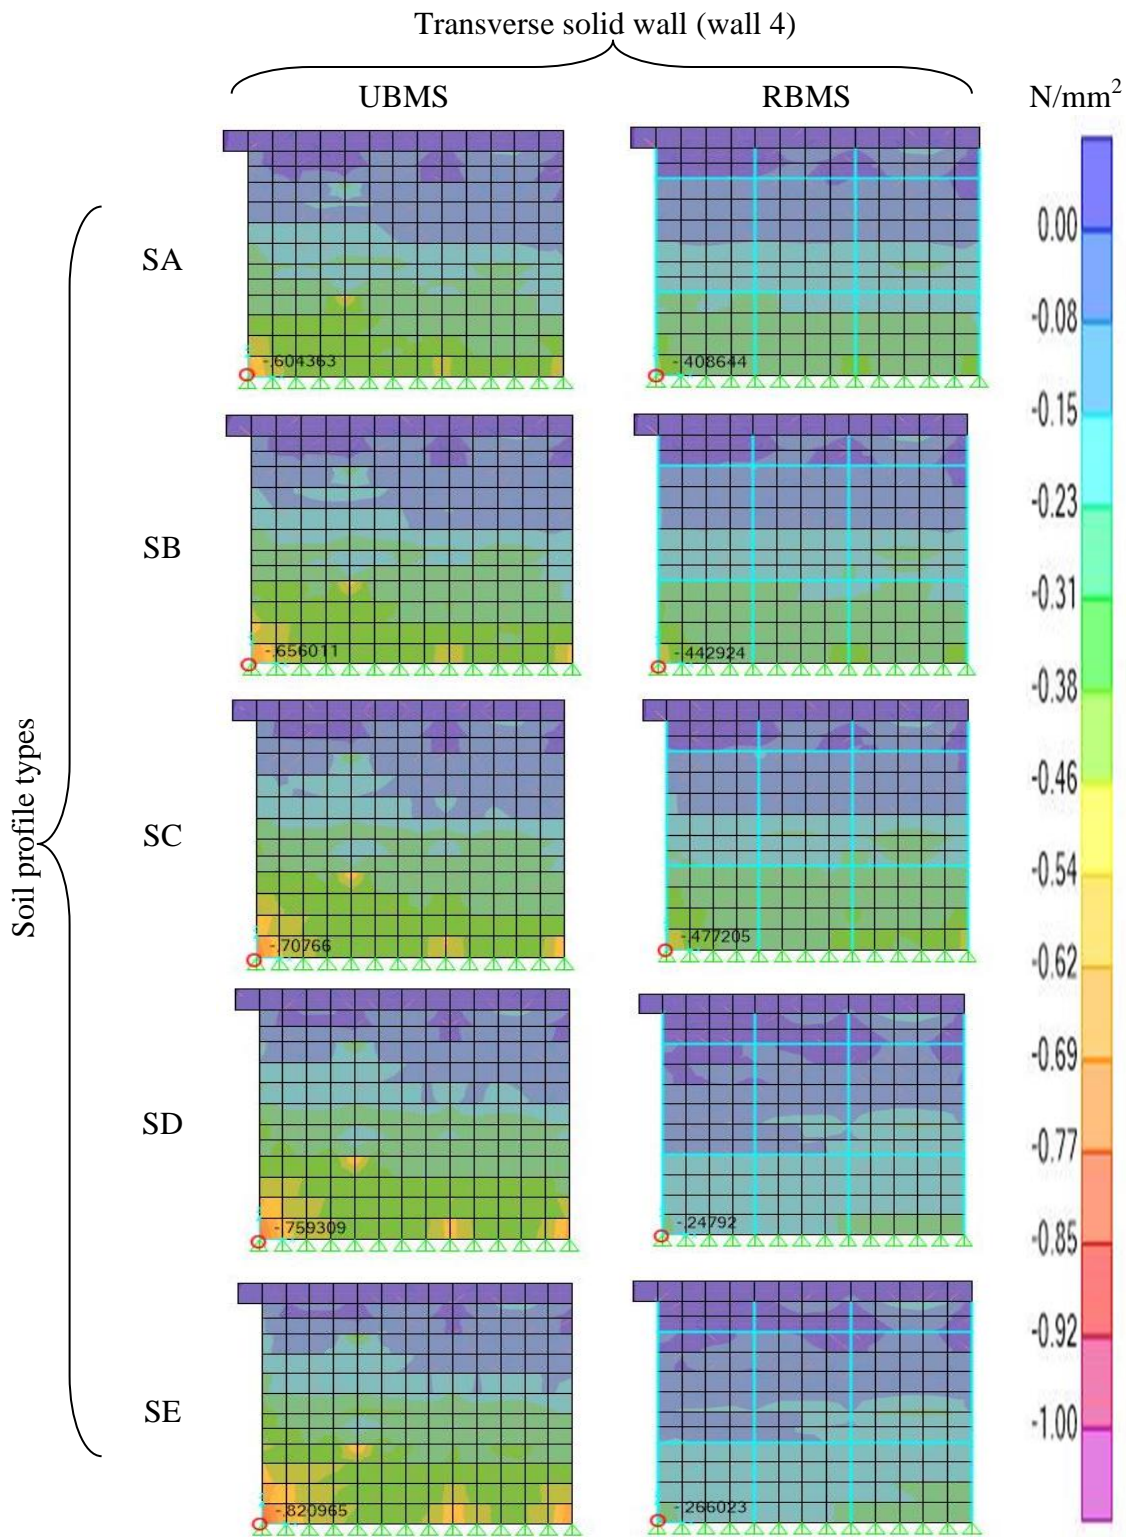 Transverse solid wall (wall 4)
UBMS
RBMS
N/mm²
Soil profile types
SA
-.604363
-.408644
SB
-.656011
-.442924
SC
-.70766
-.477205
SD
-.759309
-.24792
SE
-.820965
-.266023
0.00
-0.08
-0.15
-0.23
-0.31
-0.38
-0.46
-0.54
-0.62
-0.69
-0.77
-0.85
-0.92
-1.00